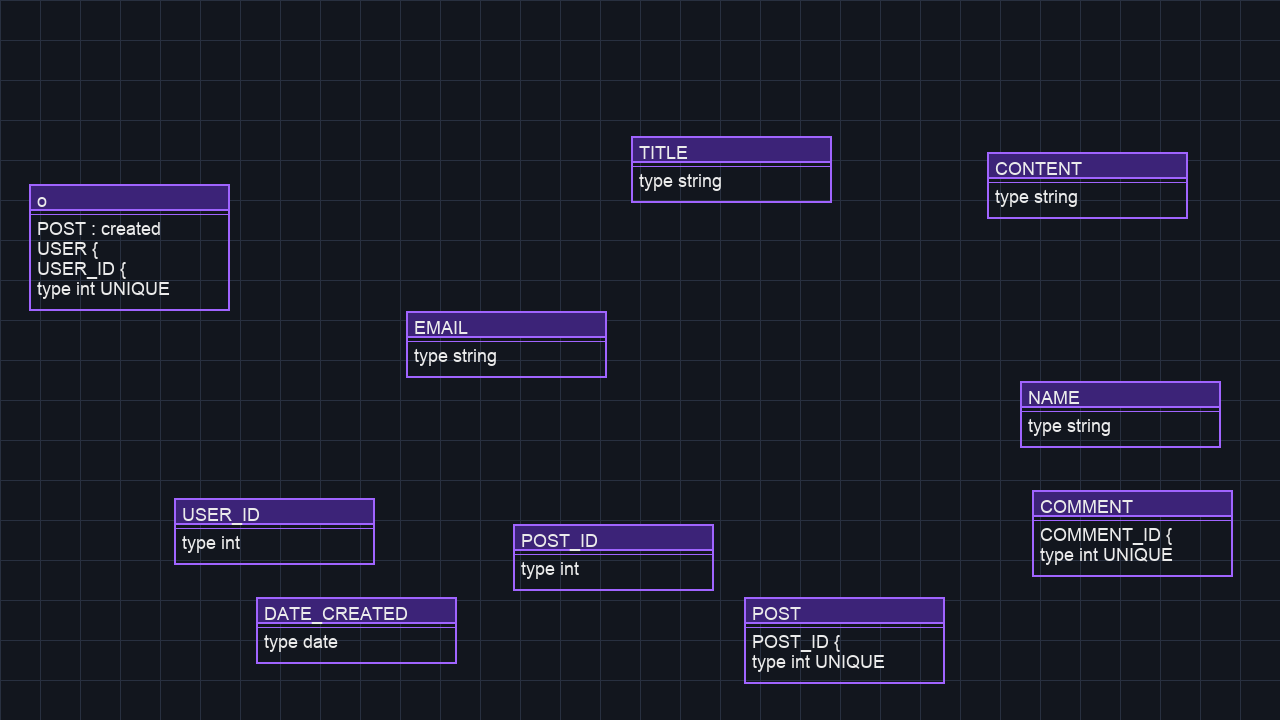 TITLE
type string
CONTENT
type string
o
POST : created
USER {
USER_ID {
type int UNIQUE
EMAIL
type string
NAME
type string
USER_ID
type int
POST_ID
type int
COMMENT
COMMENT_ID {
type int UNIQUE
DATE_CREATED
type date
POST
POST_ID {
type int UNIQUE